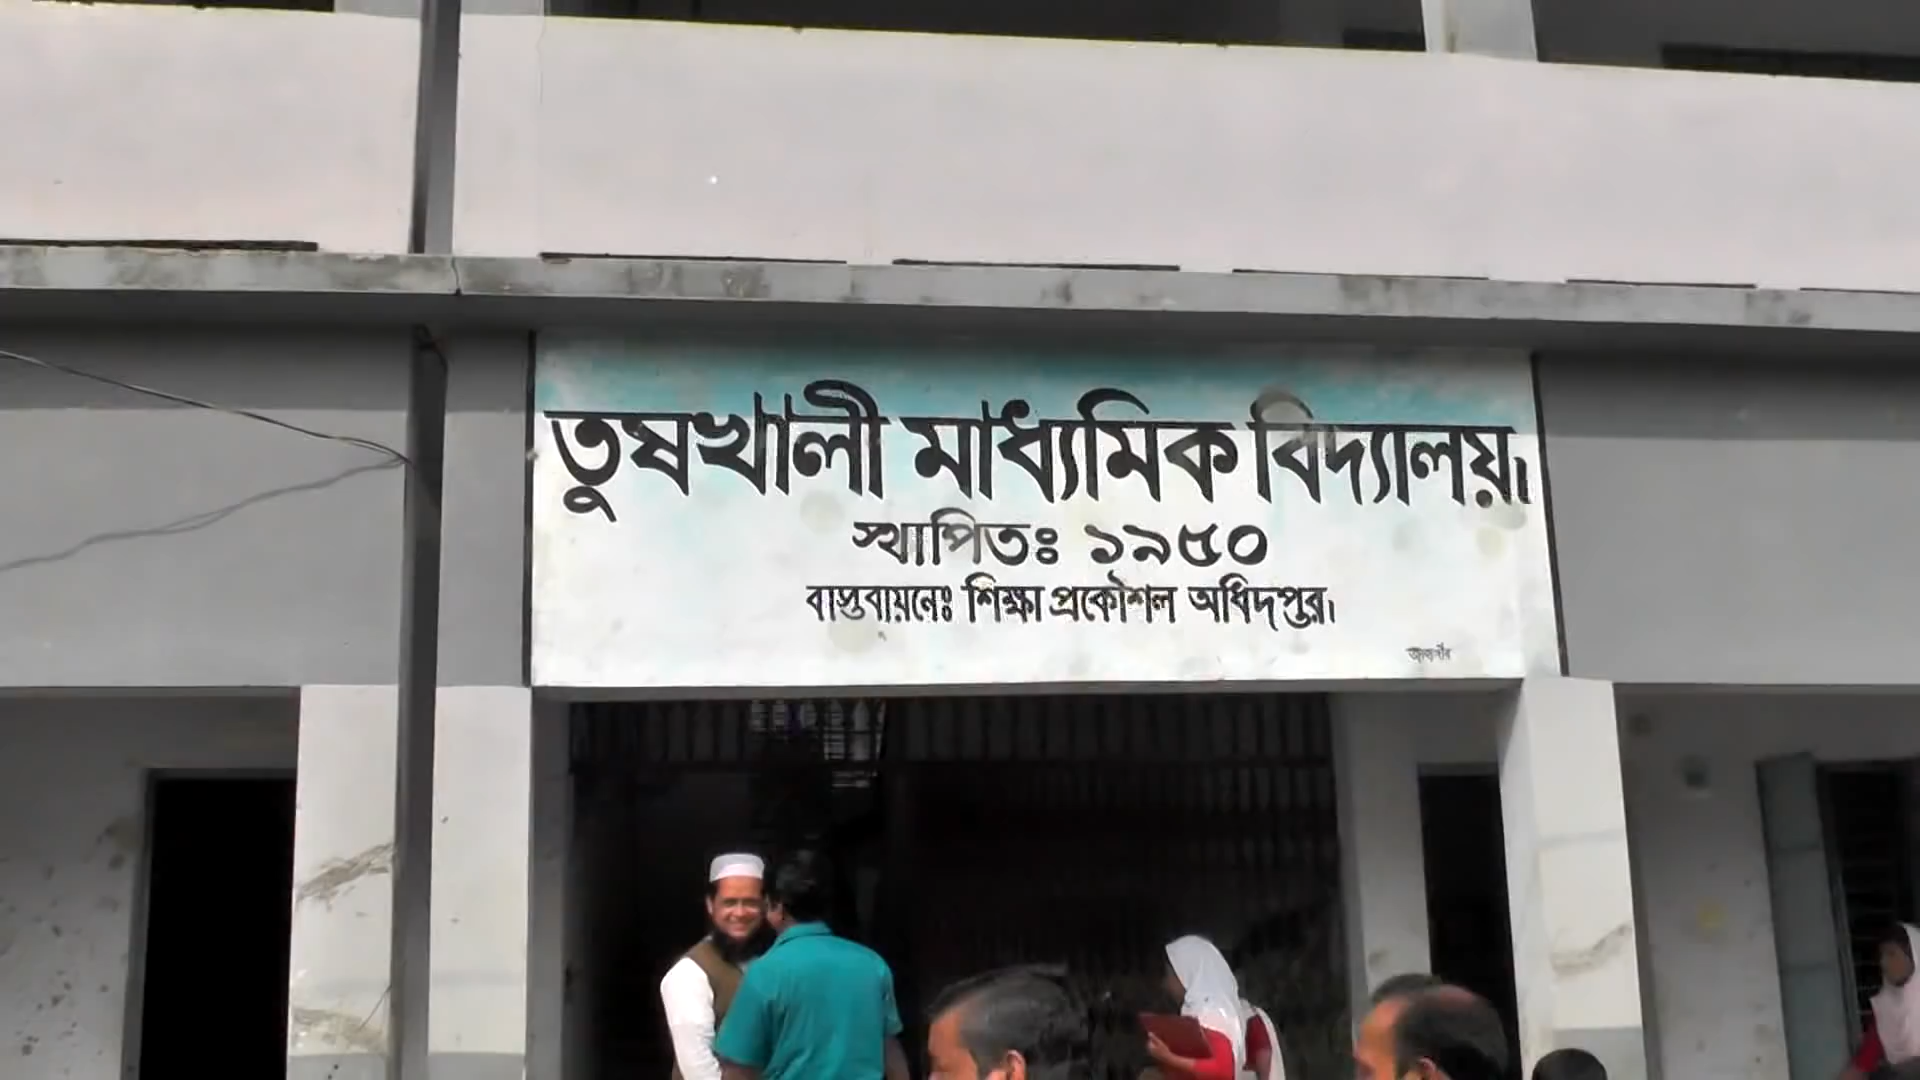 তুষখালী মাধ্যমিক বিদ্যালয়।
স্থাপিতঃ ১৯৫০
বাস্তবায়নেঃ শিক্ষা প্রকৌশল অধিদপ্তর।